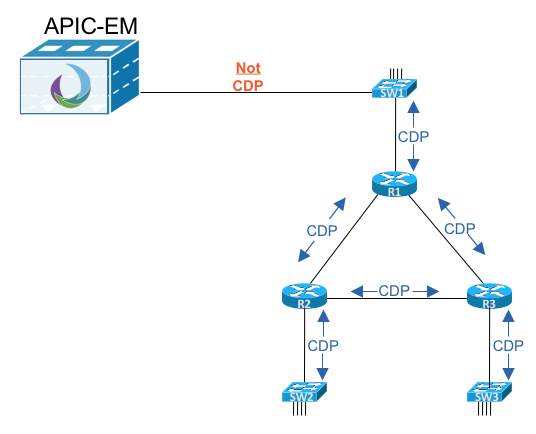 APIC-EM
Not
CDP
SW1
CDP
R1
CDP
CDP
R2
CDP
R3
CDP
CDP
SW2
SW3